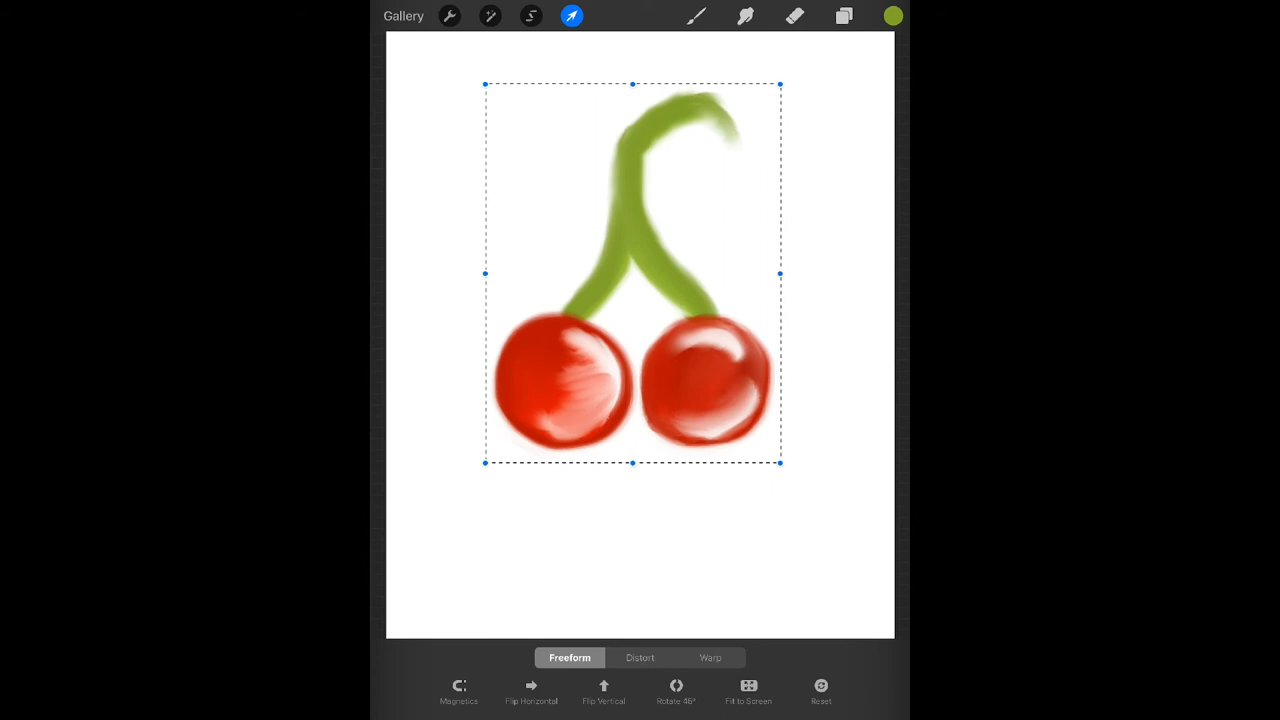 Gallery
Freeform Distort Warp
Magnetics Flip Horizontal Flip Vertical Rotate 45° Fit to Screen Reset